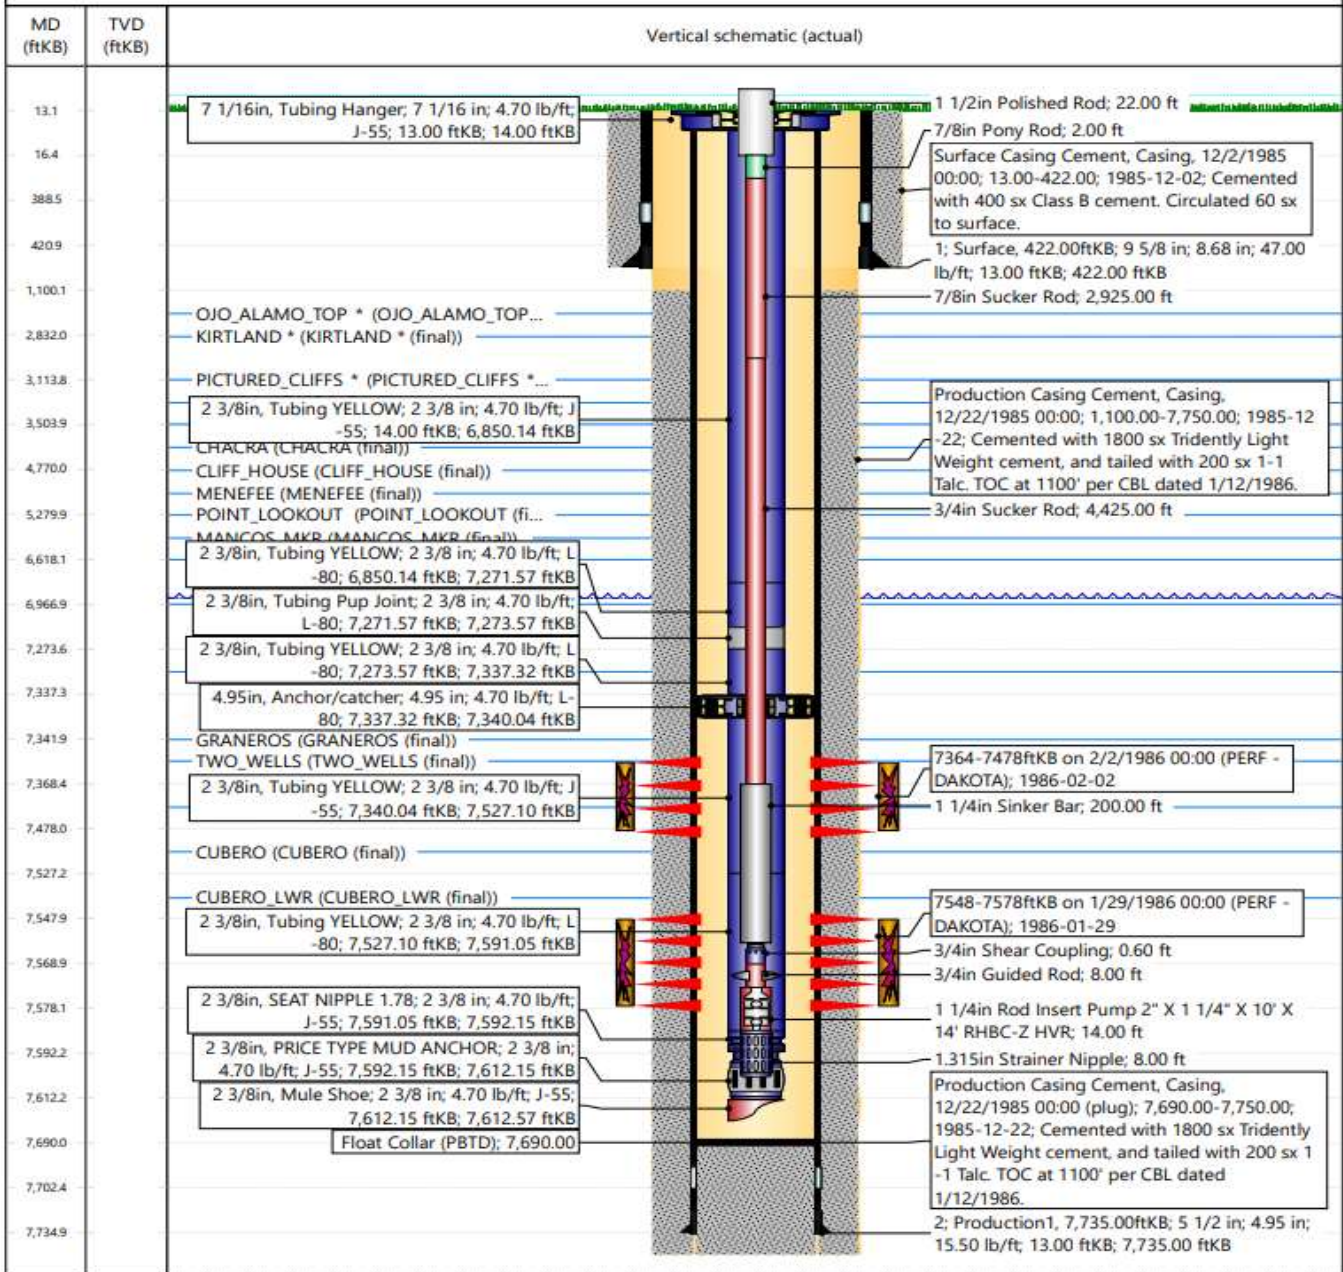 MD
(ftKB)
TVD
(ftKB)
Vertical schematic (actual)
13.1
16.4
388.5
420.9
1,100.1
2,832.0
3,113.8
3,503.9
4,770.0
5,279.9
6,618.1
6,966.9
7,273.6
7,337.3
7,341.9
7,368.4
7,478.0
7,527.2
7,547.9
7,568.9
7,578.1
7,592.2
7,612.2
7,690.0
7,702.4
7,734.9
7 1/16in, Tubing Hanger; 7 1/16 in; 4.70 lb/ft;
J-55; 13.00 ftKB; 14.00 ftKB
OJO_ALAMO_TOP * (OJO_ALAMO_TOP...
KIRTLAND * (KIRTLAND * (final))
PICTURED_CLIFFS * (PICTURED_CLIFFS *...
2 3/8in, Tubing YELLOW; 2 3/8 in; 4.70 lb/ft; J
-55; 14.00 ftKB; 6,850.14 ftKB
CHACRA (CHACRA (final))
CLIFF_HOUSE (CLIFF_HOUSE (final))
MENEFEE (MENEFEE (final))
POINT_LOOKOUT (POINT_LOOKOUT (fi...
MANCOS_MKR (MANCOS_MKR (final))
2 3/8in, Tubing YELLOW; 2 3/8 in; 4.70 lb/ft; L
-80; 6,850.14 ftKB; 7,271.57 ftKB
2 3/8in, Tubing Pup Joint; 2 3/8 in; 4.70 lb/ft;
L-80; 7,271.57 ftKB; 7,273.57 ftKB
2 3/8in, Tubing YELLOW; 2 3/8 in; 4.70 lb/ft; L
-80; 7,273.57 ftKB; 7,337.32 ftKB
4.95in, Anchor/catcher; 4.95 in; 4.70 lb/ft; L-
80; 7,337.32 ftKB; 7,340.04 ftKB
GRANEROS (GRANEROS (final))
TWO_WELLS (TWO_WELLS (final))
2 3/8in, Tubing YELLOW; 2 3/8 in; 4.70 lb/ft; J
-55; 7,340.04 ftKB; 7,527.10 ftKB
CUBERO (CUBERO (final))
CUBERO_LWR (CUBERO_LWR (final))
2 3/8in, Tubing YELLOW; 2 3/8 in; 4.70 lb/ft; L
-80; 7,527.10 ftKB; 7,591.05 ftKB
2 3/8in, SEAT NIPPLE 1.78; 2 3/8 in; 4.70 lb/ft;
J-55; 7,591.05 ftKB; 7,592.15 ftKB
2 3/8in, PRICE TYPE MUD ANCHOR; 2 3/8 in;
4.70 lb/ft; J-55; 7,592.15 ftKB; 7,612.15 ftKB
2 3/8in, Mule Shoe; 2 3/8 in; 4.70 lb/ft; J-55;
7,612.15 ftKB; 7,612.57 ftKB
Float Collar (PBTD); 7,690.00
1 1/2in Polished Rod; 22.00 ft
7/8in Pony Rod; 2.00 ft
Surface Casing Cement, Casing, 12/2/1985
00:00; 13.00-422.00; 1985-12-02; Cemented
with 400 sx Class B cement. Circulated 60 sx
to surface.
1; Surface, 422.00ftKB; 9 5/8 in; 8.68 in; 47.00
lb/ft; 13.00 ftKB; 422.00 ftKB
7/8in Sucker Rod; 2,925.00 ft
Production Casing Cement, Casing,
12/22/1985 00:00; 1,100.00-7,750.00; 1985-12
-22; Cemented with 1800 sx Tridently Light
Weight cement, and tailed with 200 sx 1-1
Talc. TOC at 1100' per CBL dated 1/12/1986.
3/4in Sucker Rod; 4,425.00 ft
7364-7478ftKB on 2/2/1986 00:00 (PERF -
DAKOTA); 1986-02-02
1 1/4in Sinker Bar; 200.00 ft
7548-7578ftKB on 1/29/1986 00:00 (PERF -
DAKOTA); 1986-01-29
3/4in Shear Coupling; 0.60 ft
3/4in Guided Rod; 8.00 ft
1 1/4in Rod Insert Pump 2" X 1 1/4" X 10' X
14' RHBC-Z HVR; 14.00 ft
1.315in Strainer Nipple; 8.00 ft
Production Casing Cement, Casing,
12/22/1985 00:00 (plug); 7,690.00-7,750.00;
1985-12-22; Cemented with 1800 sx Tridently
Light Weight cement, and tailed with 200 sx 1
-1 Talc. TOC at 1100' per CBL dated
1/12/1986.
2; Production1, 7,735.00ftKB; 5 1/2 in; 4.95 in;
15.50 lb/ft; 13.00 ftKB; 7,735.00 ftKB